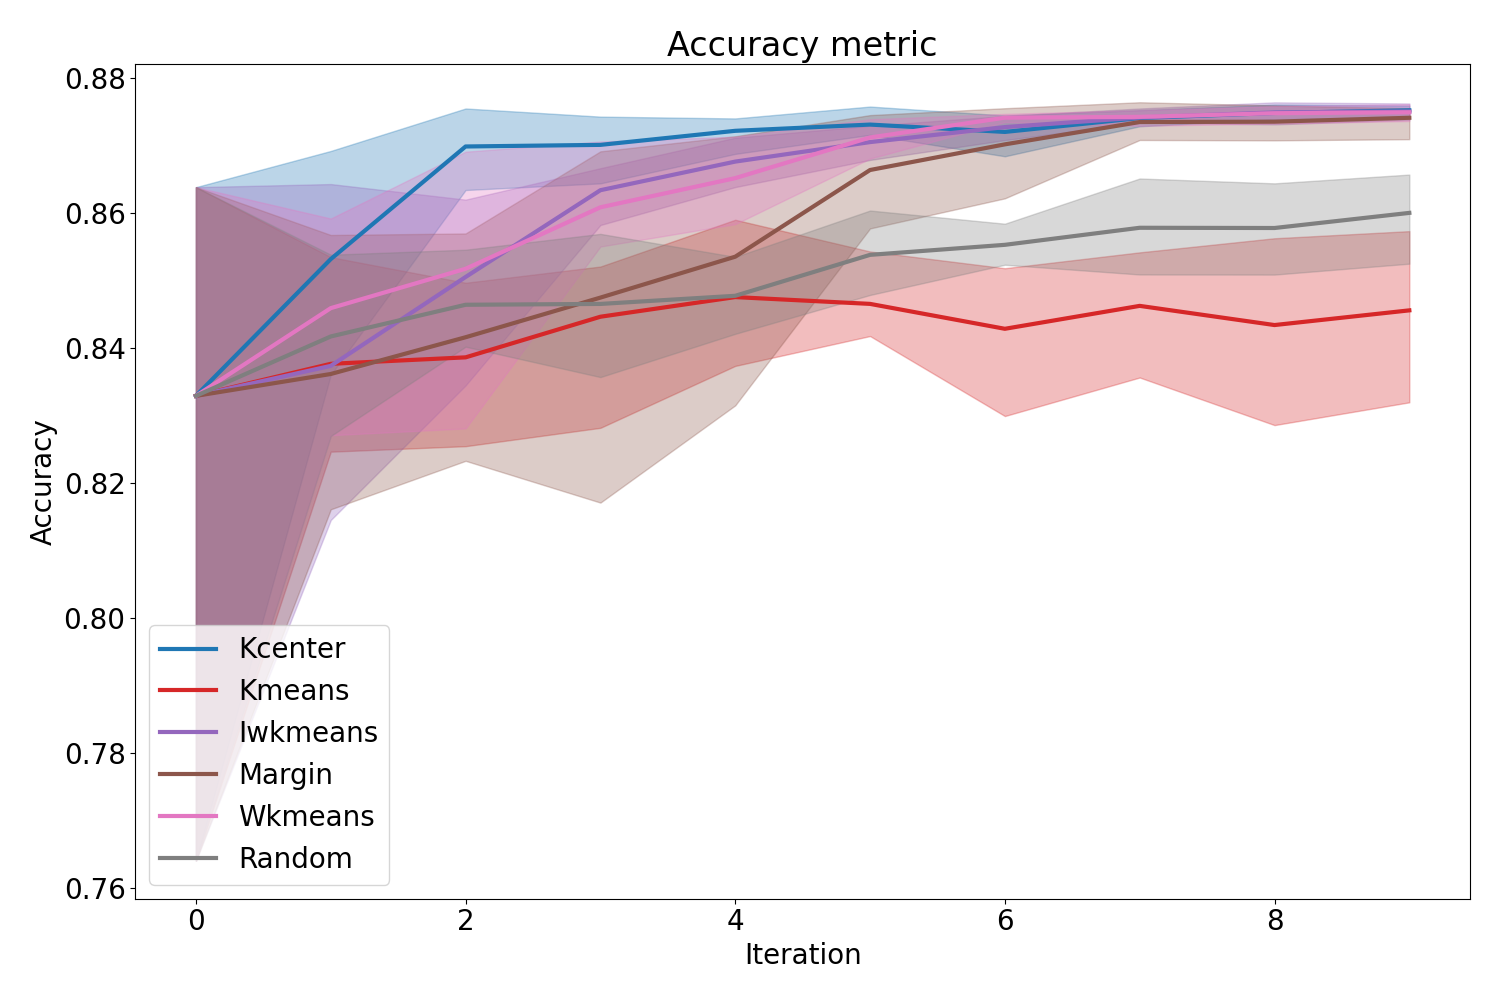 Accuracy metric
0.88
0.86
0.84
0.82
0.80
0.78
0.76
Accuracy
Kcenter
Kmeans
Iwkmeans
Margin
Wkmeans
Random
0 2 4 6 8
Iteration